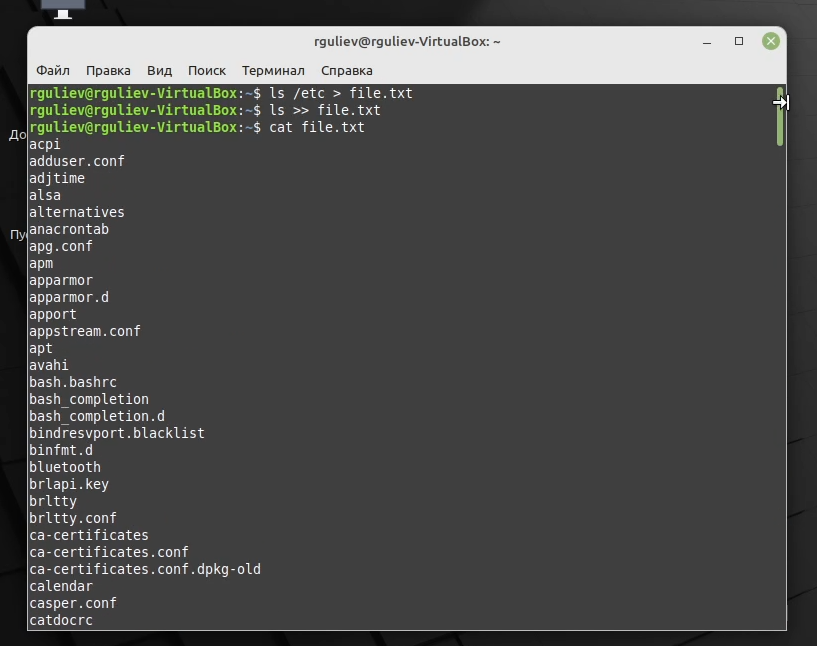 rguliev@rguliev-VirtualBox: ~
Файл Правка Вид Поиск Терминал Справка
rguliev@rguliev-VirtualBox:~$ ls /etc > file.txt
rguliev@rguliev-VirtualBox:~$ ls >> file.txt
rguliev@rguliev-VirtualBox:~$ cat file.txt
acpi
adduser.conf
adjtime
alsa
alternatives
anacrontab
apg.conf
apm
apparmor
apparmor.d
apport
appstream.conf
apt
avahi
bash.bashrc
bash_completion
bash_completion.d
bindresvport.blacklist
binfmt.d
bluetooth
brlapi.key
brltty
brltty.conf
ca-certificates
ca-certificates.conf
ca-certificates.conf.dpkg-old
calendar
casper.conf
catdocrc